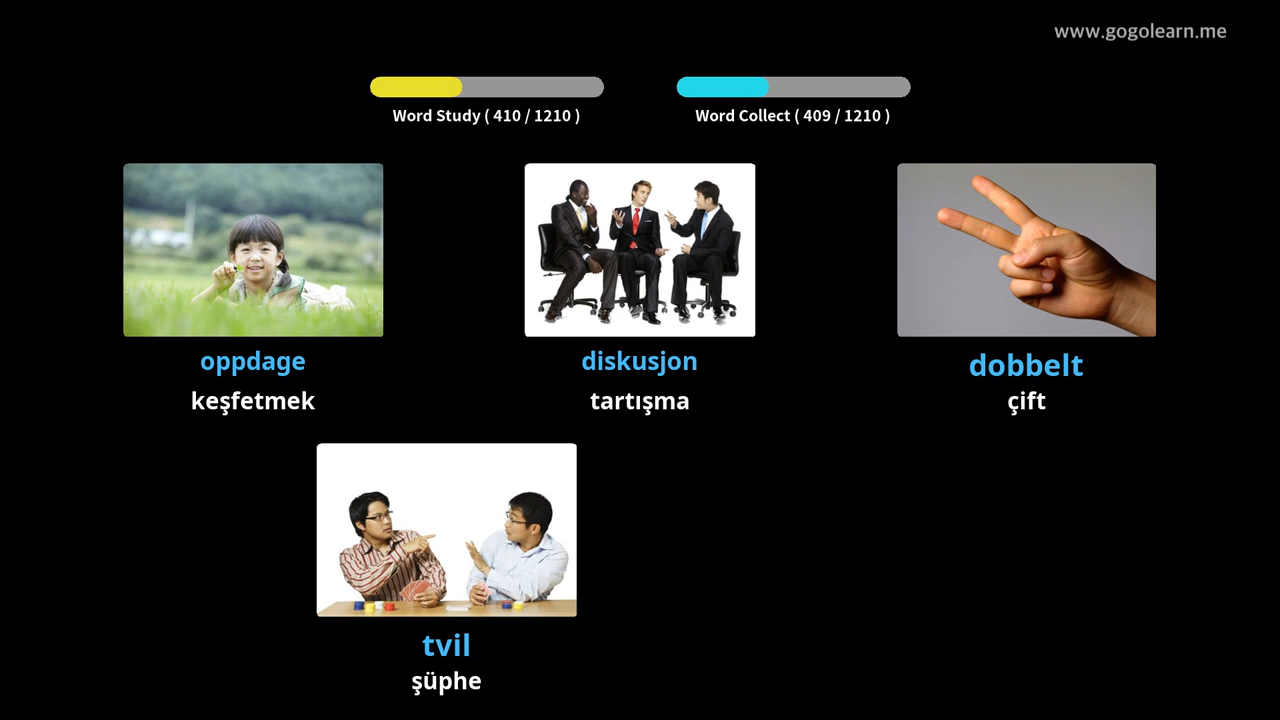 www.gogolearn.me
Word Study ( 410 / 1210 )
Word Collect ( 409 / 1210 )
oppdage
keşfetmek
diskusjon
tartışma
dobbelt
çift
tvil
şüphe